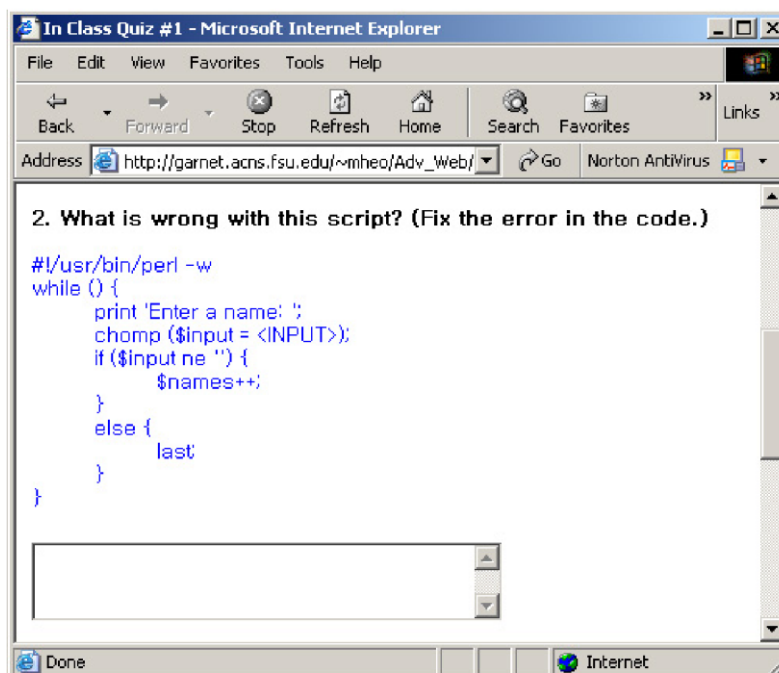 In Class Quiz #1 - Microsoft Internet Explorer
File Edit View Favorites Tools Help
Back Forward Stop Refresh Home Search Favorites » Links »
Address http://garnet.acns.fsu.edu/~mheo/Adv_Web/ Go Norton AntiVirus
2. What is wrong with this script? (Fix the error in the code.)
#!/usr/bin/perl -w
while () {
print 'Enter a name: ';
chomp ($input = <INPUT>);
if ($input ne '') {
$names++;
}
else {
last;
}
}
Done Internet